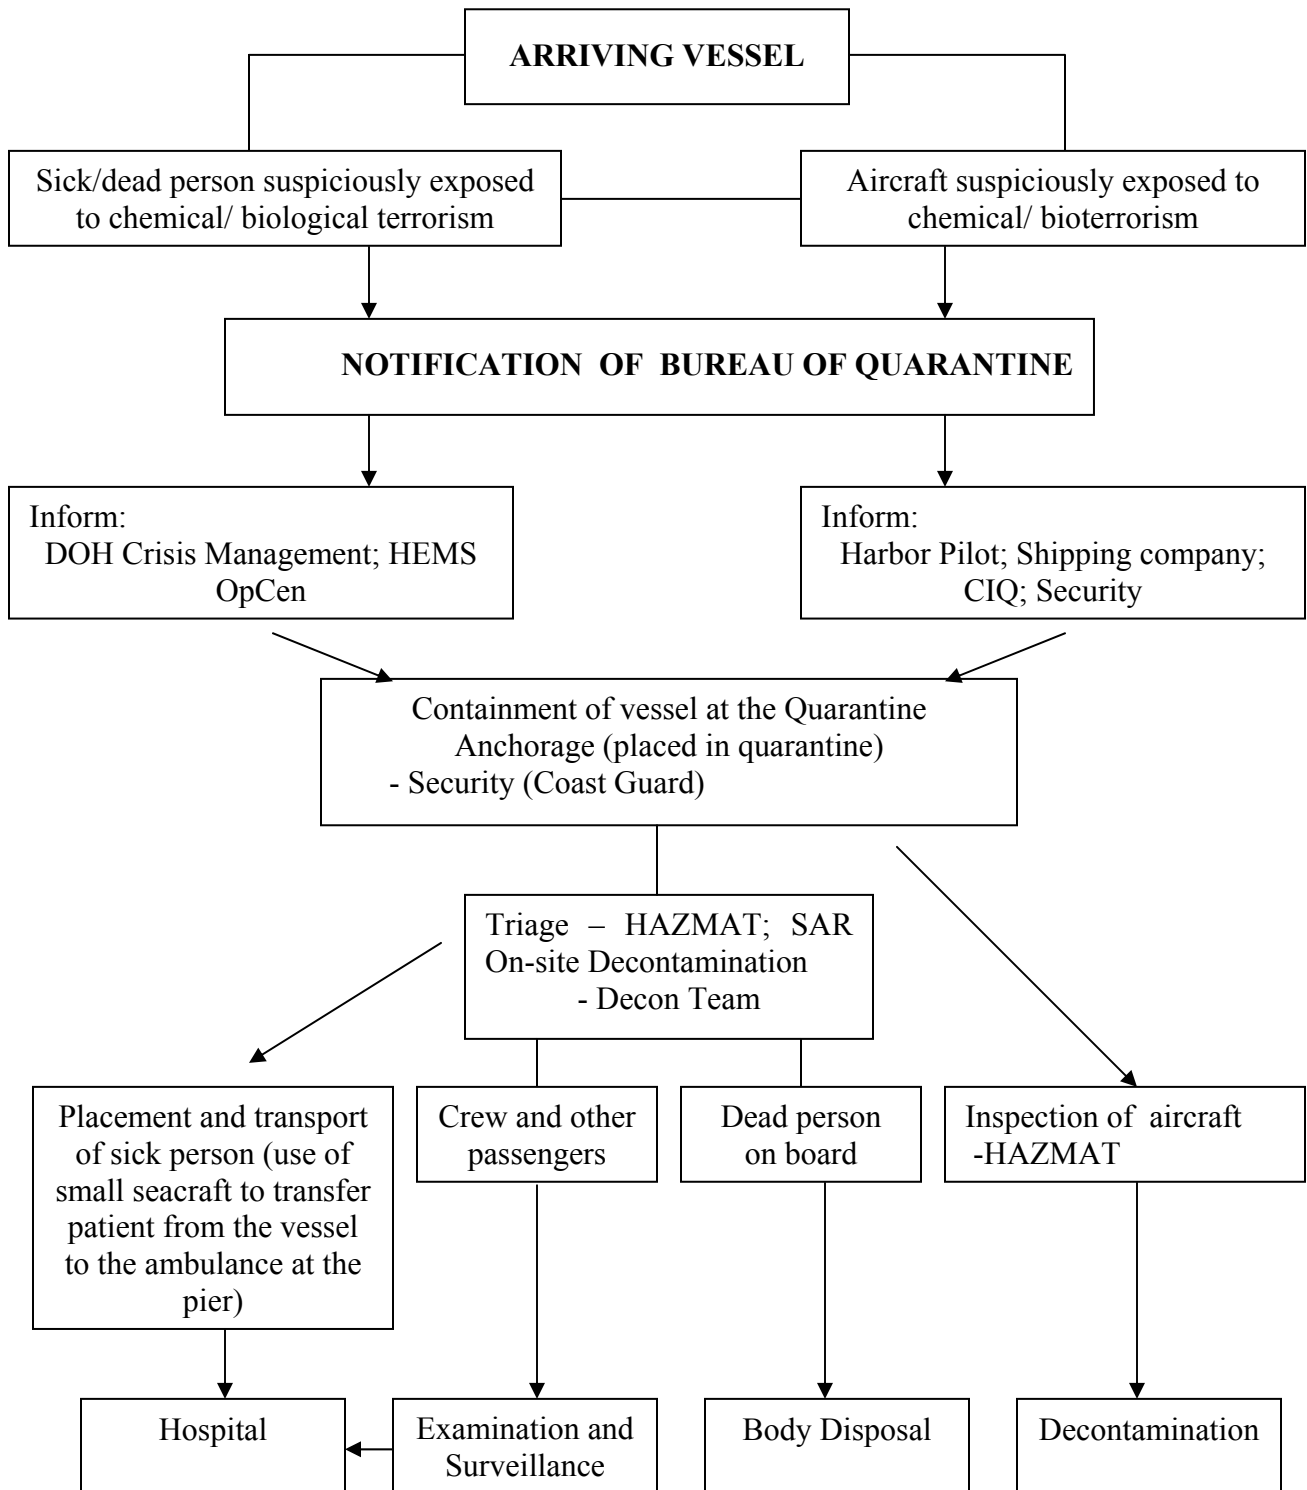 ARRIVING VESSEL
Sick/dead person suspiciously exposed
to chemical/ biological terrorism
Aircraft suspiciously exposed to
chemical/ bioterrorism
NOTIFICATION OF BUREAU OF QUARANTINE
Inform:
DOH Crisis Management; HEMS
OpCen
Inform:
Harbor Pilot; Shipping company;
CIQ; Security
Containment of vessel at the Quarantine
Anchorage (placed in quarantine)
- Security (Coast Guard)
Triage – HAZMAT; SAR
On-site Decontamination
- Decon Team
Placement and transport
of sick person (use of
small seacraft to transfer
patient from the vessel
to the ambulance at the
pier)
Crew and other
passengers
Dead person
on board
Inspection of aircraft
-HAZMAT
Hospital
Examination and
Surveillance
Body Disposal
Decontamination